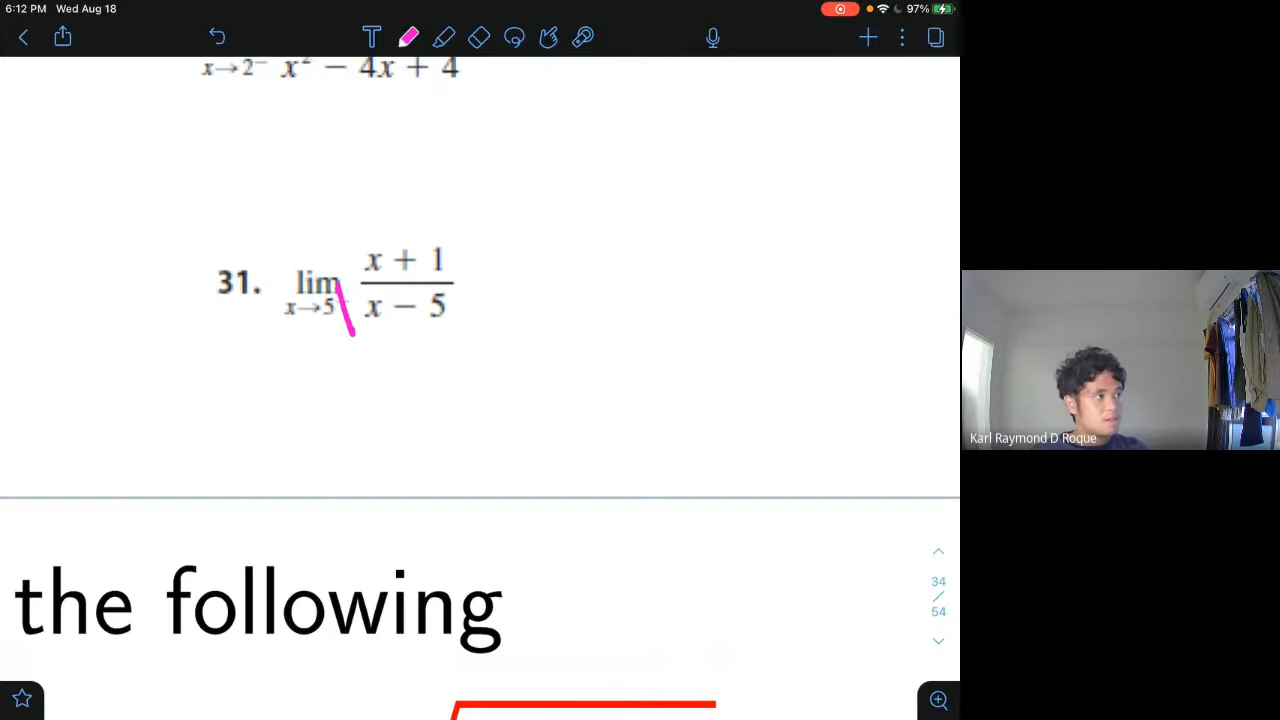 6:12 PM Wed Aug 18
97%
T
x→2⁻ x² − 4x + 4
31. lim x→5⁻ x + 1 / x − 5
Karl Raymond D Roque
34
/
54
the following